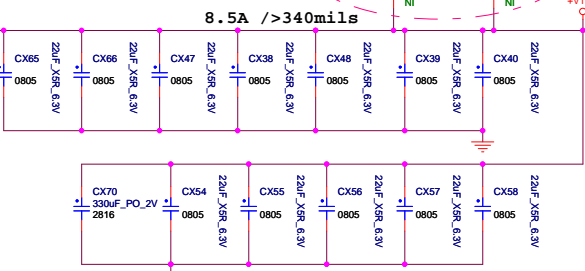 NI
NI
+V1
8.5A />340mils
CX65
0805
22uF_X5R_6.3V
CX66
0805
22uF_X5R_6.3V
CX47
0805
22uF_X5R_6.3V
CX38
0805
22uF_X5R_6.3V
CX48
0805
22uF_X5R_6.3V
CX39
0805
22uF_X5R_6.3V
CX40
0805
22uF_X5R_6.3V
CX70
330uF_PO_2V
2816
CX54
0805
22uF_X5R_6.3V
CX55
0805
22uF_X5R_6.3V
CX56
0805
22uF_X5R_6.3V
CX57
0805
22uF_X5R_6.3V
CX58
0805
22uF_X5R_6.3V